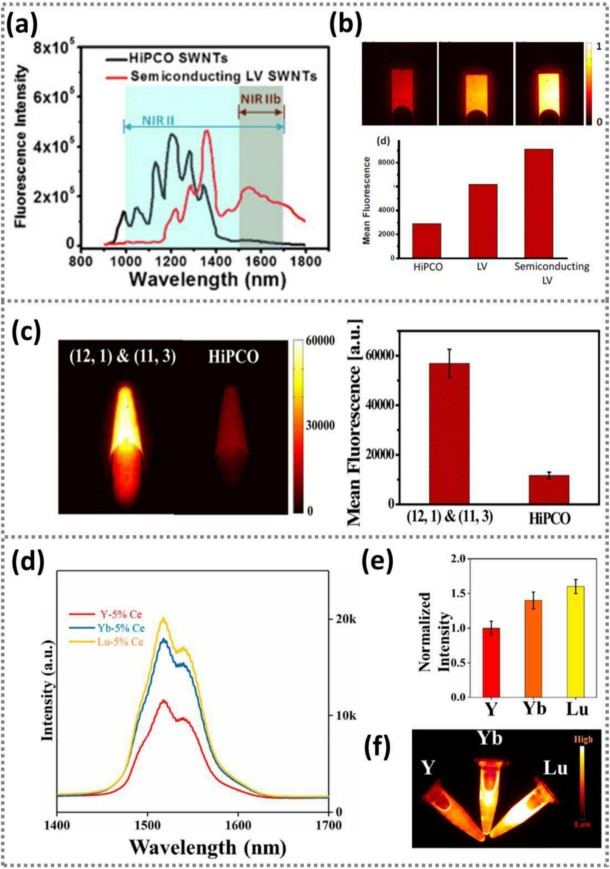 (a)
8x10⁵
6x10⁵
4x10⁵
2x10⁵
0
Fluorescence Intensity
HiPCO SWNTs
Semiconducting LV SWNTs
NIR IIb
NIR II
800 1000 1200 1400 1600 1800
Wavelength (nm)
(b)
1
0
(d)
Mean Fluorescence
8000
4000
2000
0
HiPCO LV Semiconducting
LV
(c)
(12, 1) & (11, 3) HiPCO
60000
30000
0
Mean Fluorescence [a.u.]
60000
40000
20000
10000
0
(12, 1) & (11, 3) HiPCO
(d)
Intensity (a.u.)
Y-5% Ce
Yb-5% Ce
Lu-5% Ce
20k
10k
0
1400 1500 1600 1700
Wavelength (nm)
(e)
Normalized
Intensity
2.0
1.5
1.0
0.5
0.0
Y Yb Lu
(f)
Y
Yb
Lu
High
Low